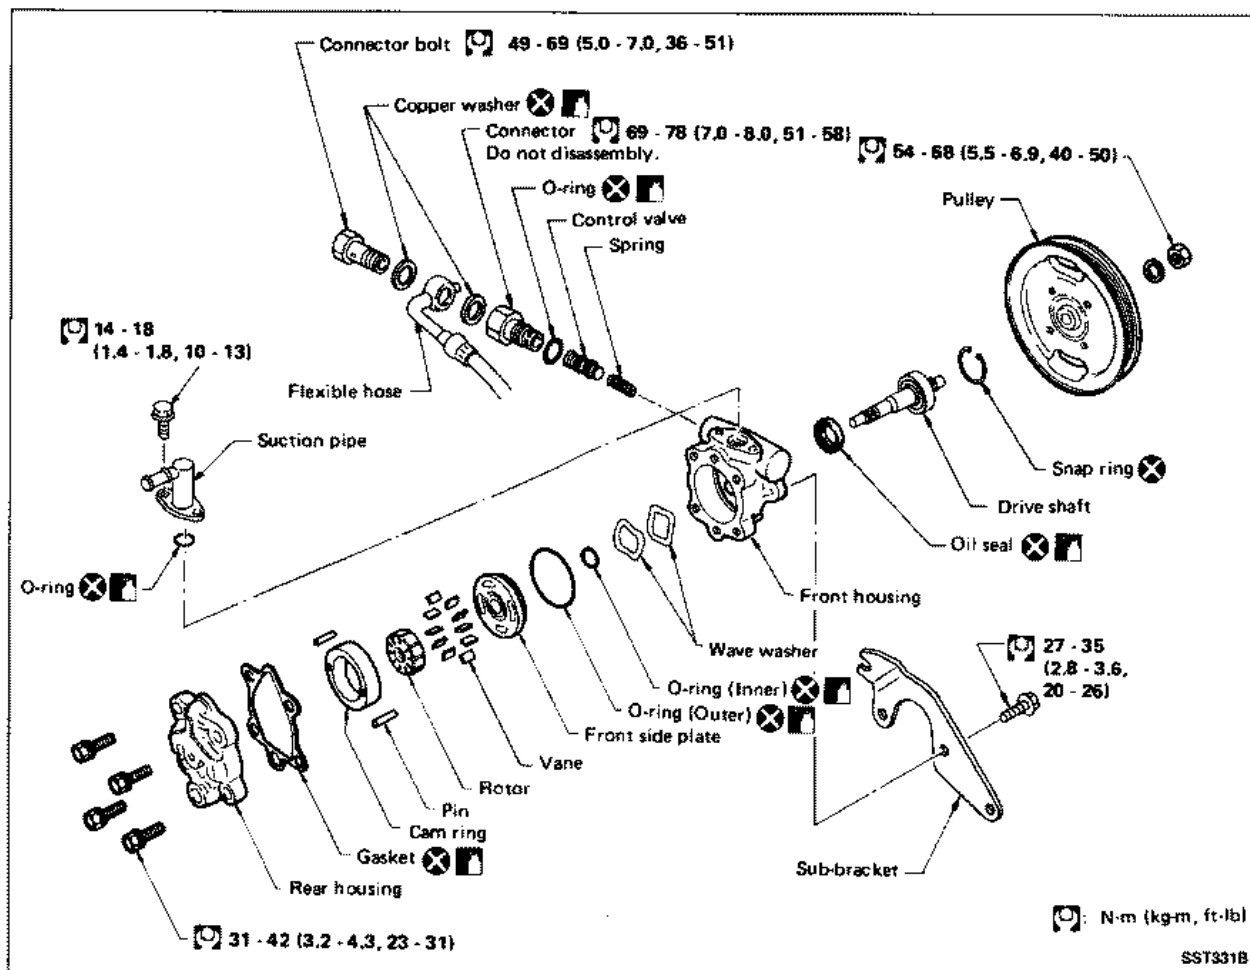 Connector bolt 49 - 69 (5.0 - 7.0, 36 - 51)
Copper washer
Connector 69 - 78 (7.0 - 8.0, 51 - 58)
Do not disassembly.
54 - 68 (5.5 - 6.9, 40 - 50)
O-ring
Pulley
Control valve
Spring
14 - 18
(1.4 - 1.8, 10 - 13)
Flexible hose
Suction pipe
Snap ring
Drive shaft
Oil seal
O-ring
Front housing
Wave washer
27 - 35
(2.8 - 3.6,
20 - 26)
O-ring (Inner)
O-ring (Outer)
Front side plate
Vane
Rotor
Pin
Cam ring
Gasket
Sub-bracket
Rear housing
: N·m (kg-m, ft-lb)
31 - 42 (3.2 - 4.3, 23 - 31)
SST331B